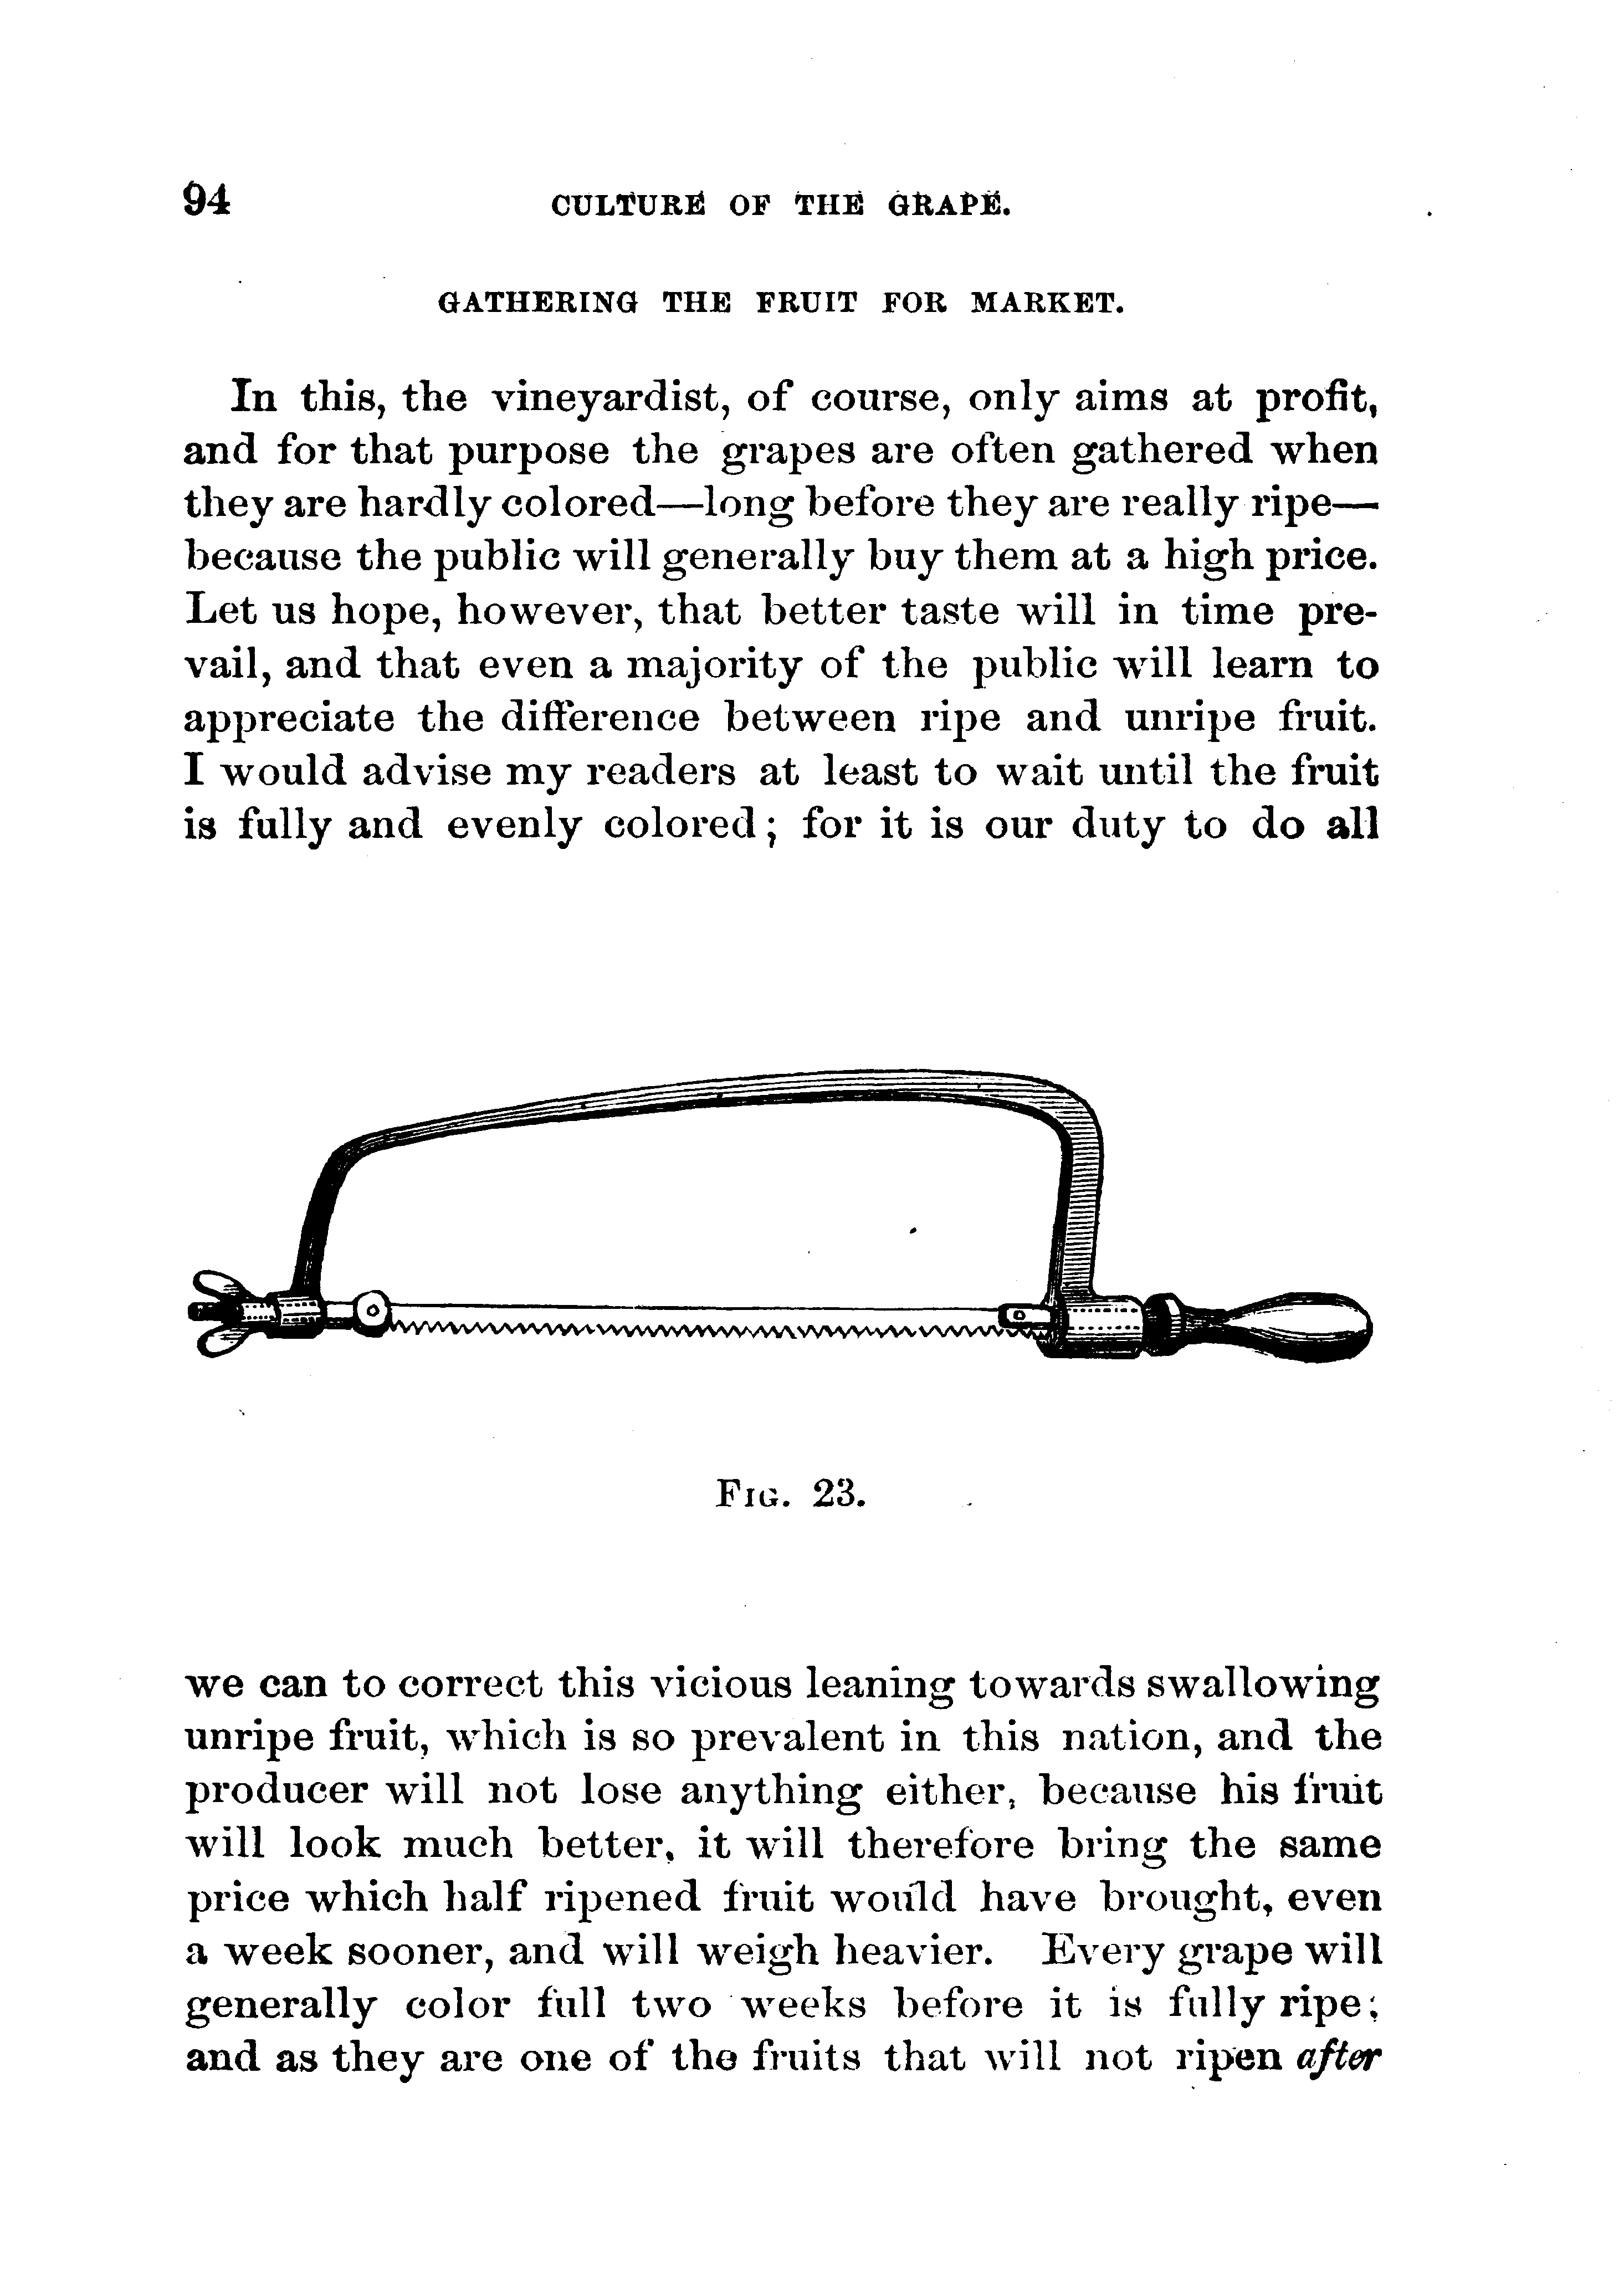 94 CULTURE OF THE GRAPE.
GATHERING THE FRUIT FOR MARKET.
In this, the vineyardist, of course, only aims at profit,
and for that purpose the grapes are often gathered when
they are hardly colored—long before they are really ripe—
because the public will generally buy them at a high price.
Let us hope, however, that better taste will in time pre-
vail, and that even a majority of the public will learn to
appreciate the difference between ripe and unripe fruit.
I would advise my readers at least to wait until the fruit
is fully and evenly colored; for it is our duty to do all
FIG. 23.
we can to correct this vicious leaning towards swallowing
unripe fruit, which is so prevalent in this nation, and the
producer will not lose anything either, because his fruit
will look much better, it will therefore bring the same
price which half ripened fruit would have brought, even
a week sooner, and will weigh heavier. Every grape will
generally color full two weeks before it is fully ripe;
and as they are one of the fruits that will not ripen after